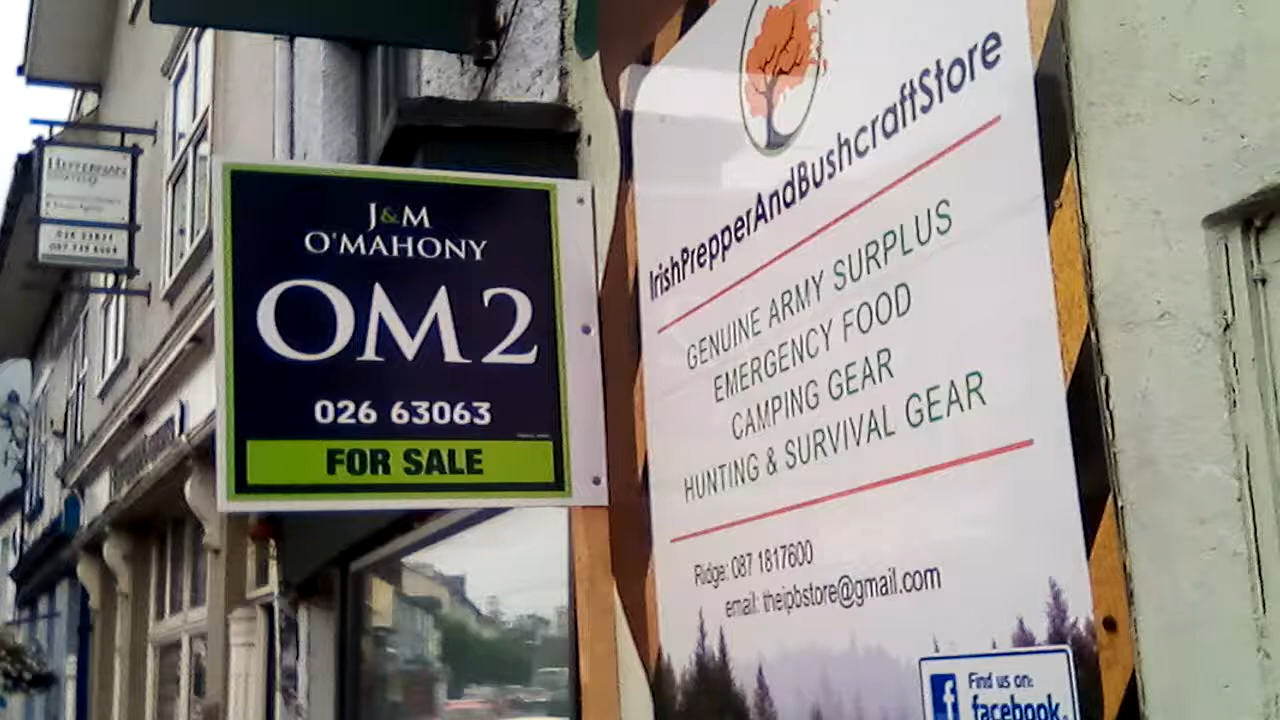 HEFFERNAN
J&M
O'MAHONY
OM2
026 63063
FOR SALE
IrishPrepperAndBushcraftStore
GENUINE ARMY SURPLUS
EMERGENCY FOOD
CAMPING GEAR
HUNTING & SURVIVAL GEAR
Ridge: 087 1817600
email: theipbstore@gmail.com
Find us on:
facebook.